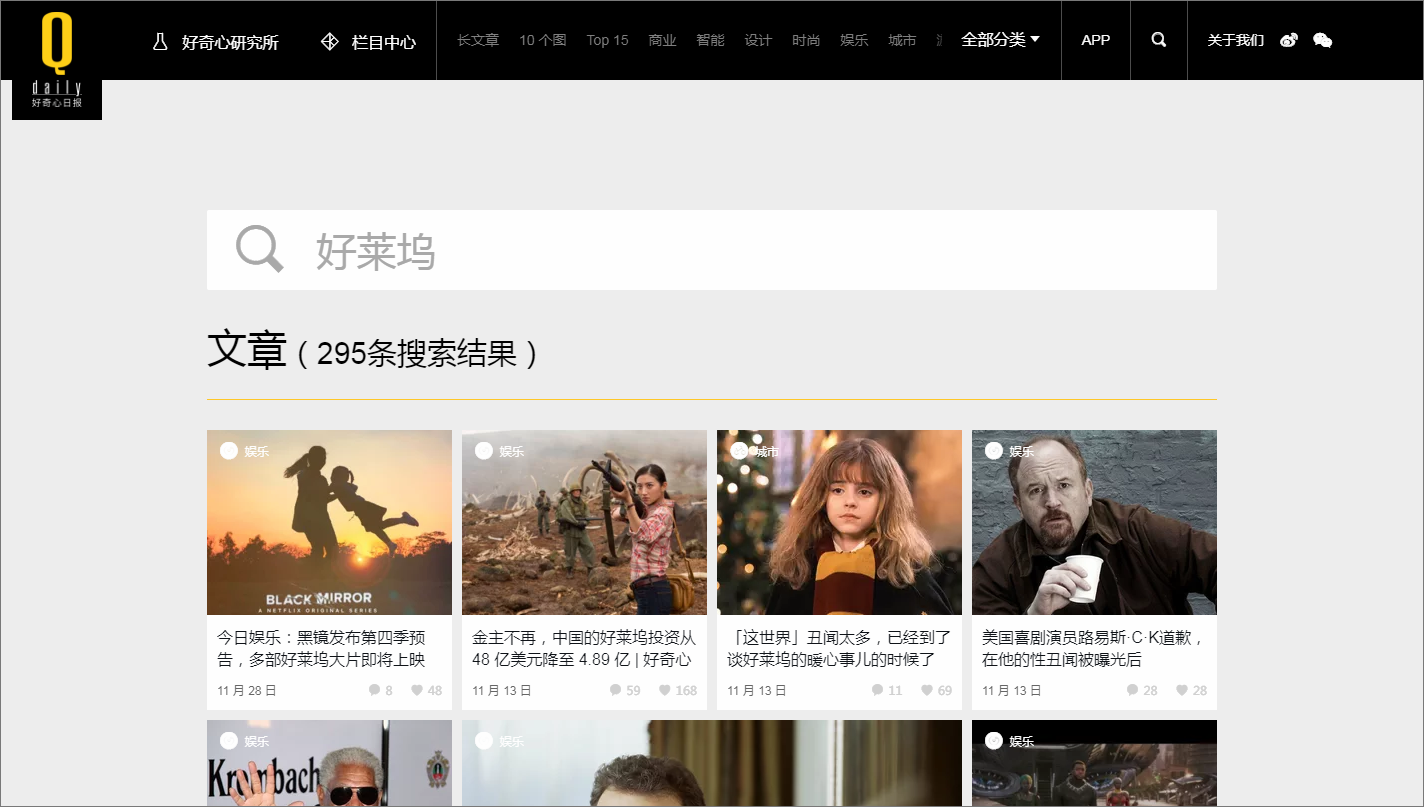 Q
daily
好奇心日报
好奇心研究所
栏目中心
长文章
10 个图
Top 15
商业
智能
设计
时尚
娱乐
城市
全部分类
APP
关于我们
好莱坞
文章（295条搜索结果）
娱乐
BLACK MIRROR
A NETFLIX ORIGINAL SERIES
今日娱乐：黑镜发布第四季预
告，多部好莱坞大片即将上映
11 月 28 日
8
48
娱乐
金主不再，中国的好莱坞投资从
48 亿美元降至 4.89 亿 | 好奇心
11 月 13 日
59
168
城市
「这世界」丑闻太多，已经到了
谈好莱坞的暖心事儿的时候了
11 月 13 日
11
69
娱乐
美国喜剧演员路易斯·C·K道歉，
在他的性丑闻被曝光后
11 月 13 日
28
28
娱乐
Krombach
娱乐
娱乐